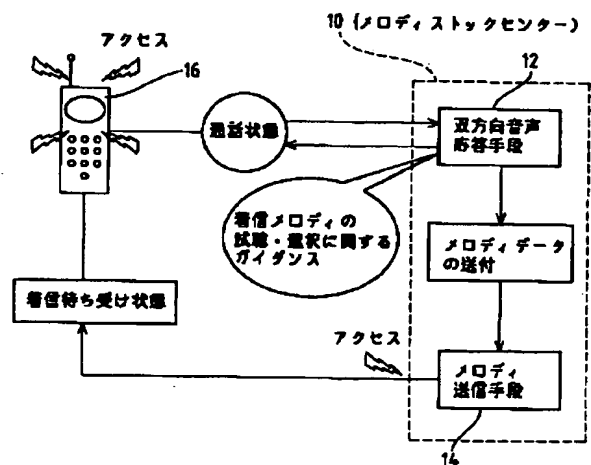 アクセス
16
10 (メロディストックセンター)
12
通話状態
双方向音声
応答手段
着信メロディの
試聴・選択に関する
ガイダンス
メロディデータ
の送付
着信待ち受け状態
アクセス
メロディ
送信手段
14